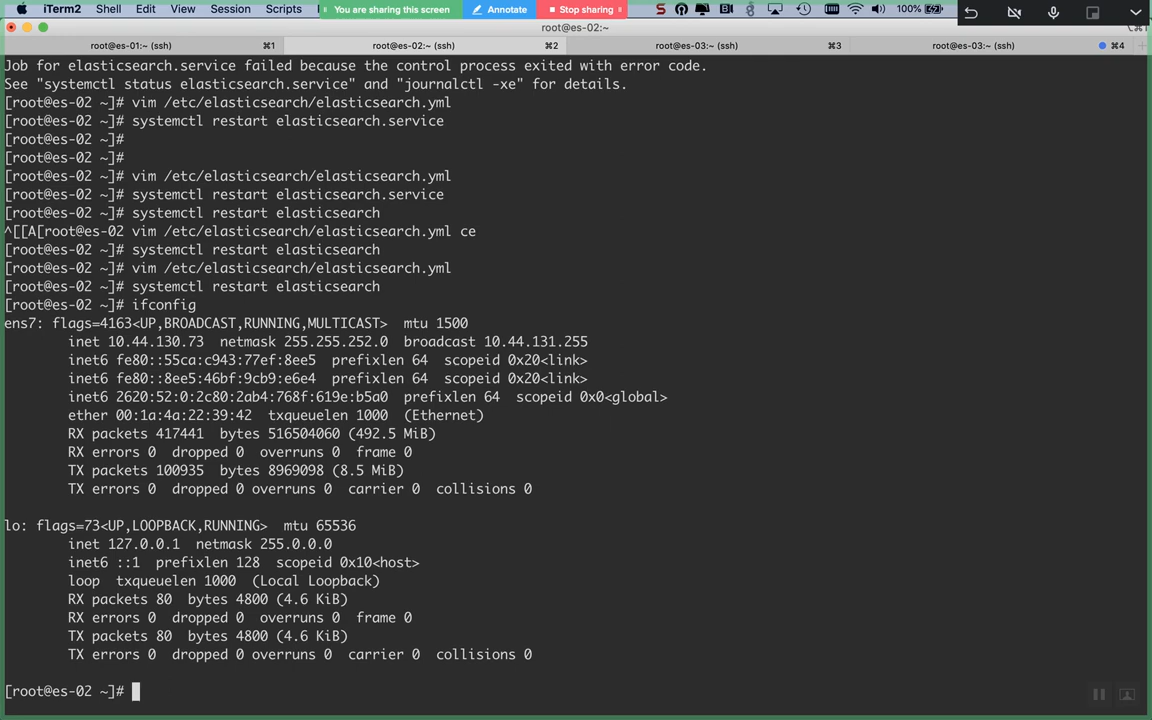 iTerm2 Shell Edit View Session Scripts You are sharing this screen Annotate Stop sharing 100%
root@es-02:~ (ssh)
root@es-01:~ (ssh) ⌘1 root@es-02:~ (ssh) ⌘2 root@es-03:~ (ssh) ⌘3 root@es-03:~ (ssh) ⌘4
Job for elasticsearch.service failed because the control process exited with error code.
See "systemctl status elasticsearch.service" and "journalctl -xe" for details.
[root@es-02 ~]# vim /etc/elasticsearch/elasticsearch.yml
[root@es-02 ~]# systemctl restart elasticsearch.service
[root@es-02 ~]#
[root@es-02 ~]#
[root@es-02 ~]# vim /etc/elasticsearch/elasticsearch.yml
[root@es-02 ~]# systemctl restart elasticsearch.service
[root@es-02 ~]# systemctl restart elasticsearch
^[[A[root@es-02 vim /etc/elasticsearch/elasticsearch.yml ce
[root@es-02 ~]# systemctl restart elasticsearch
[root@es-02 ~]# vim /etc/elasticsearch/elasticsearch.yml
[root@es-02 ~]# systemctl restart elasticsearch
[root@es-02 ~]# ifconfig
ens7: flags=4163<UP,BROADCAST,RUNNING,MULTICAST> mtu 1500
inet 10.44.130.73 netmask 255.255.252.0 broadcast 10.44.131.255
inet6 fe80::55ca:c943:77ef:8ee5 prefixlen 64 scopeid 0x20<link>
inet6 fe80::8ee5:46bf:9cb9:e6e4 prefixlen 64 scopeid 0x20<link>
inet6 2620:52:0:2c80:2ab4:768f:619e:b5a0 prefixlen 64 scopeid 0x0<global>
ether 00:1a:4a:22:39:42 txqueuelen 1000 (Ethernet)
RX packets 417441 bytes 516504060 (492.5 MiB)
RX errors 0 dropped 0 overruns 0 frame 0
TX packets 100935 bytes 8969098 (8.5 MiB)
TX errors 0 dropped 0 overruns 0 carrier 0 collisions 0
lo: flags=73<UP,LOOPBACK,RUNNING> mtu 65536
inet 127.0.0.1 netmask 255.0.0.0
inet6 ::1 prefixlen 128 scopeid 0x10<host>
loop txqueuelen 1000 (Local Loopback)
RX packets 80 bytes 4800 (4.6 KiB)
RX errors 0 dropped 0 overruns 0 frame 0
TX packets 80 bytes 4800 (4.6 KiB)
TX errors 0 dropped 0 overruns 0 carrier 0 collisions 0
[root@es-02 ~]#